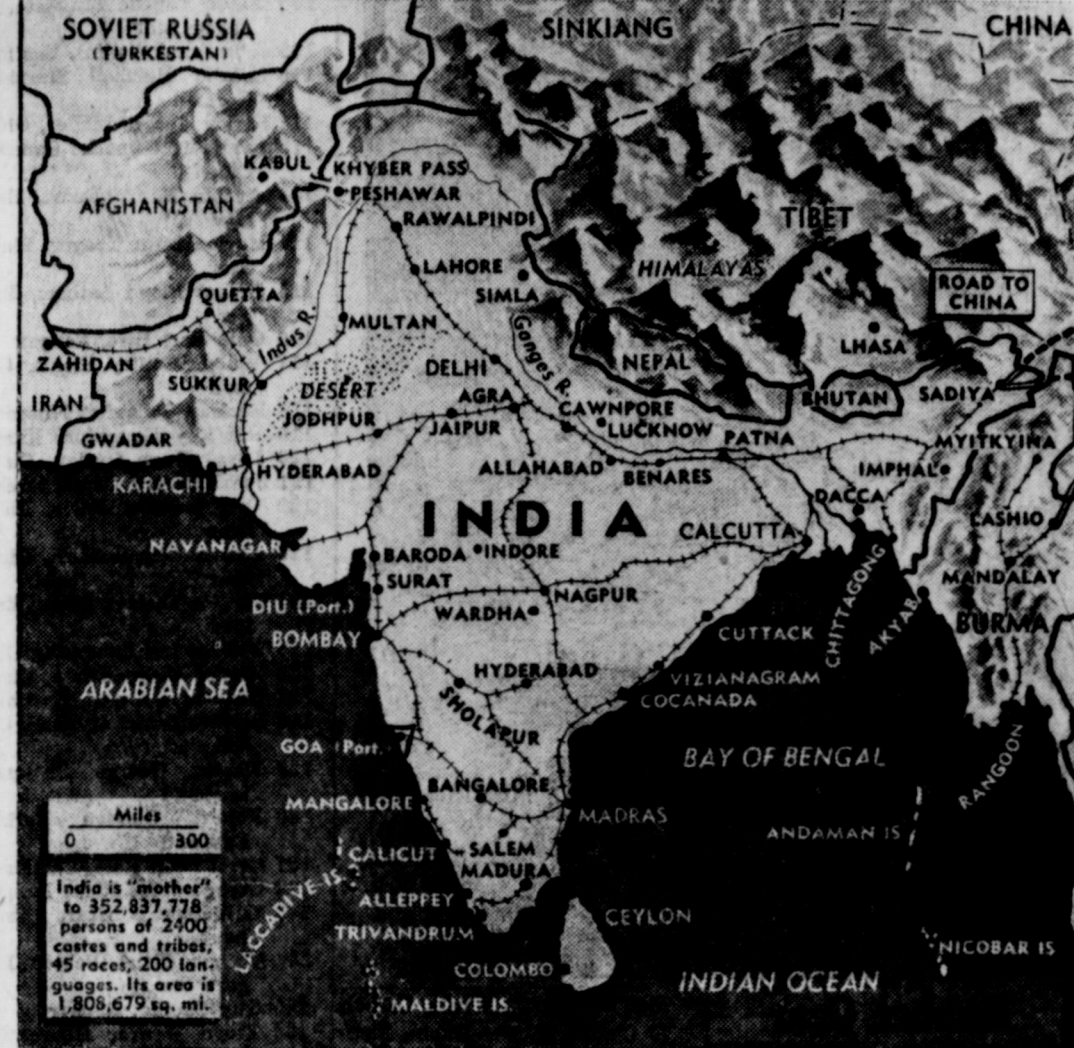 SOVIET RUSSIA
(TURKESTAN)
SINKIANG
CHINA
KABUL
KHYBER PASS
PESHAWAR
AFGHANISTAN
RAWALPINDI
TIBET
LAHORE
HIMALAYAS
SIMLA
ROAD TO
CHINA
QUETTA
Indus R.
MULTAN
Ganges R.
LHASA
ZAHIDAN
NEPAL
DELHI
SUKKUR
DESERT
AGRA
BHUTAN
SADIYA
IRAN
JODHPUR
JAIPUR
CAWNPORE
LUCKNOW
PATNA
GWADAR
MYITKYINA
HYDERABAD
ALLAHABAD
BENARES
IMPHAL
KARACHI
DACCA
INDIA
LASHIO
CALCUTTA
NAVANAGAR
BARODA
INDORE
SURAT
MANDALAY
DIU (Port.)
WARDHA
NAGPUR
CHITTAGONG
AKYAB
BURMA
BOMBAY
CUTTACK
HYDERABAD
VIZIANAGRAM
ARABIAN SEA
SHOLAPUR
COCANADA
GOA (Port.)
BAY OF BENGAL
RANGOON
BANGALORE
MANGALORE
MADRAS
Miles
0 300
ANDAMAN IS
CALICUT
SALEM
MADURA
LACCADIVE IS.
ALLEPPEY
CEYLON
TRIVANDRUM
NICOBAR IS
COLOMBO
INDIAN OCEAN
MALDIVE IS.
India is "mother"
to 352,837,778
persons of 2400
castes and tribes,
45 races, 200 lan-
guages. Its area is
1,808,679 sq. mi.